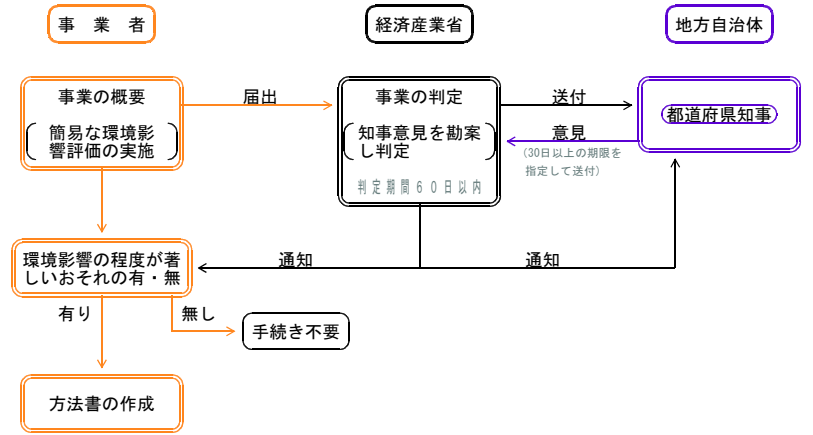 事　業　者
経済産業省
地方自治体
事業の概要
簡易な環境影
響評価の実施
届出
事業の判定
知事意見を勘案
し判定
判定期間６０日以内
送付
意見
（30日以上の期限を
指定して送付）
都道府県知事
環境影響の程度が著
しいおそれの有・無
通知
通知
有り
無し
手続き不要
方法書の作成